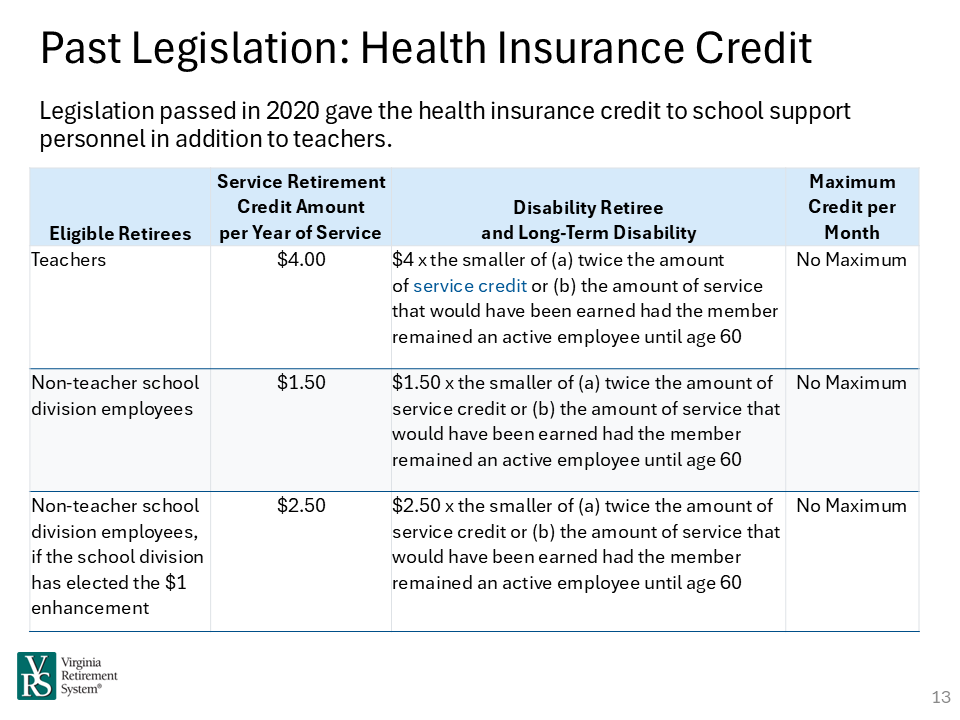 Past Legislation: Health Insurance Credit
Legislation passed in 2020 gave the health insurance credit to school support
personnel in addition to teachers.
Eligible Retirees
Service Retirement
Credit Amount
per Year of Service
Disability Retiree
and Long-Term Disability
Maximum
Credit per
Month
Teachers
$4.00
$4 x the smaller of (a) twice the amount
of service credit or (b) the amount of service
that would have been earned had the member
remained an active employee until age 60
No Maximum
Non-teacher school
division employees
$1.50
$1.50 x the smaller of (a) twice the amount of
service credit or (b) the amount of service that
would have been earned had the member
remained an active employee until age 60
No Maximum
Non-teacher school
division employees,
if the school division
has elected the $1
enhancement
$2.50
$2.50 x the smaller of (a) twice the amount of
service credit or (b) the amount of service that
would have been earned had the member
remained an active employee until age 60
No Maximum
VRS
Virginia
Retirement
System®
13